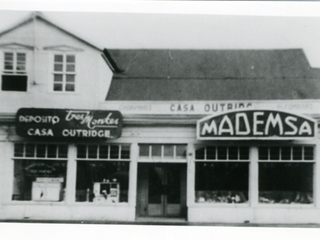 CASA OUTRIDGE
DEPOSITO Tres Montes
CASA OUTRIDGE
MADEMSA